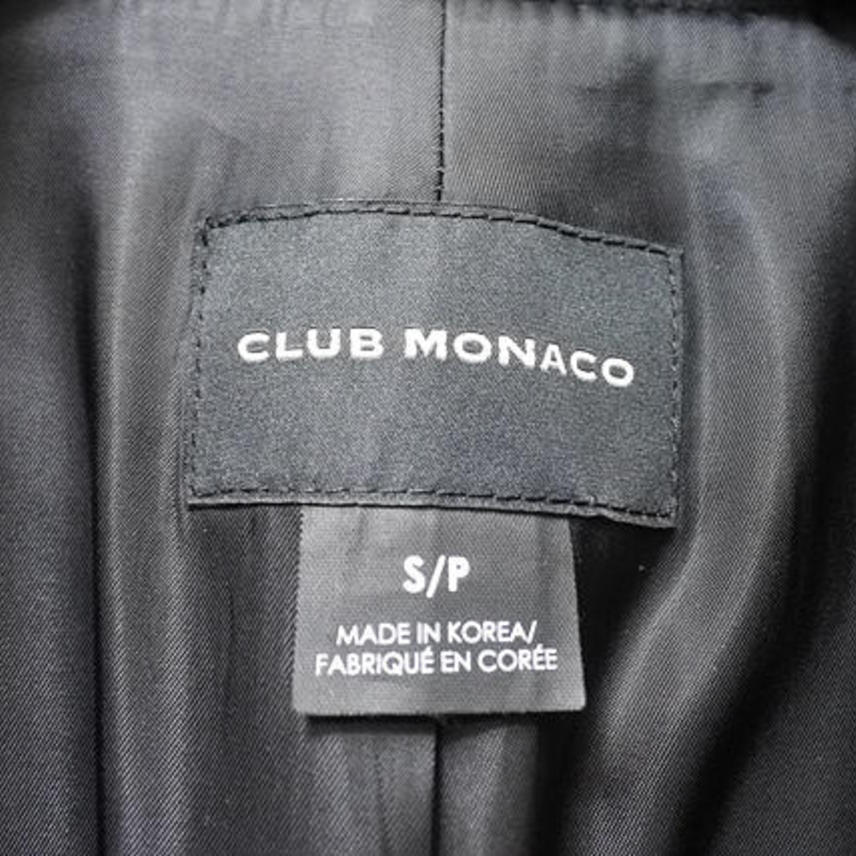 CLUB MONACO
S/P
MADE IN KOREA/
FABRIQUÉ EN CORÉE